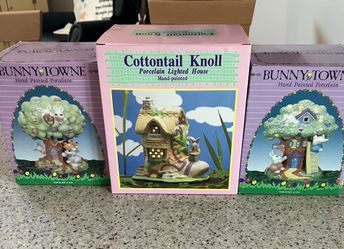 BUNNY TOWNE
Hand Painted Porcelain
Cottontail Knoll
Porcelain Lighted House
Hand-painted
BUNNY TOWNE
Hand Painted Porcelain